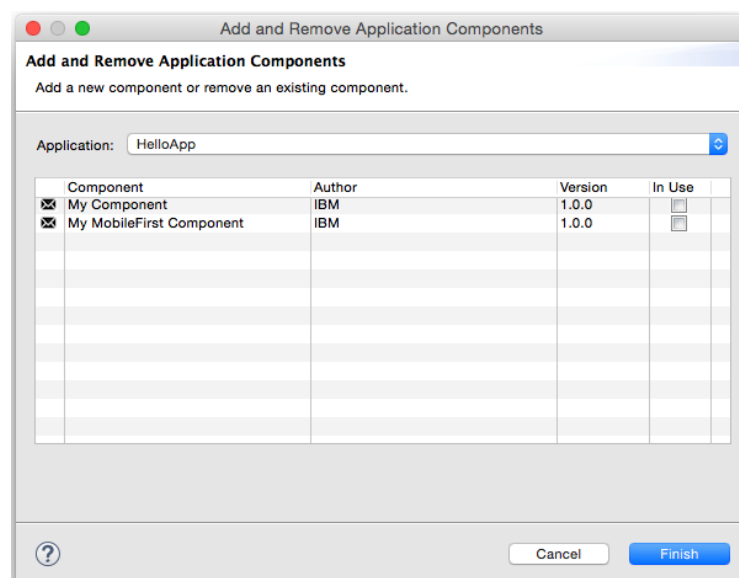 Add and Remove Application Components
Add and Remove Application Components
Add a new component or remove an existing component.
Application: HelloApp
Component Author Version In Use
My Component IBM 1.0.0
My MobileFirst Component IBM 1.0.0
? Cancel Finish